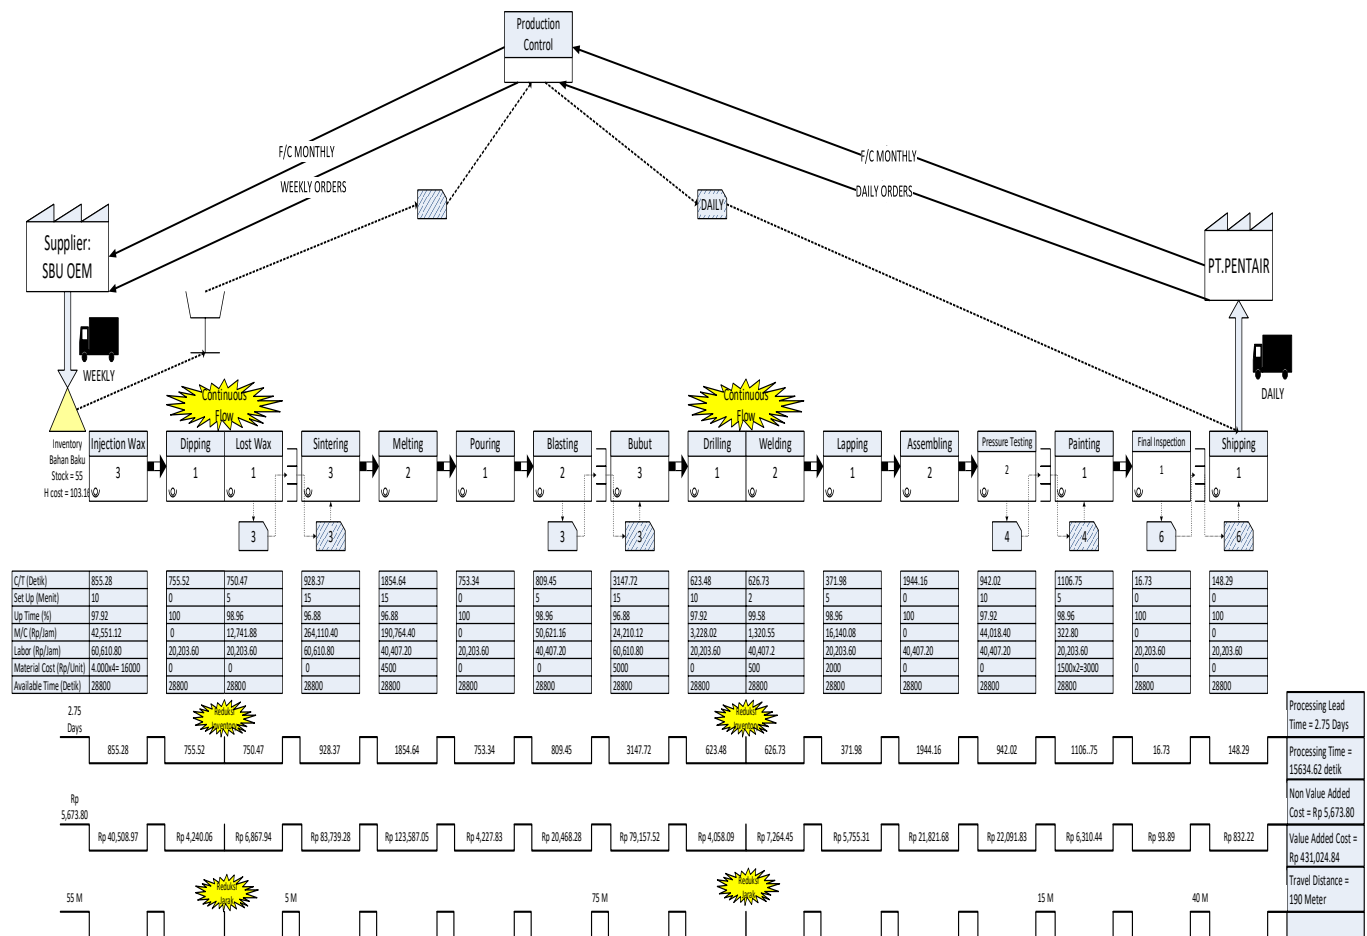 Production
Control
F/C MONTHLY
F/C MONTHLY
WEEKLY ORDERS
DAILY ORDERS
DAILY
Supplier:
SBU OEM
PT.PENTAIR
WEEKLY
DAILY
Continuous
Flow
Continuous
Flow
Inventory
Bahan Baku
Stock = 55
H cost = 103.16
Injection Wax
3
Dipping
1
Lost Wax
1
Sintering
3
Melting
2
Pouring
1
Blasting
2
Bubut
3
Drilling
1
Welding
2
Lapping
1
Assembling
2
Pressure Testing
2
Painting
1
Final Inspection
1
Shipping
1
3 3 3 3 4 4 6 6
C/T (Detik) 855.28 755.52 750.47 928.37 1854.64 753.34 809.45 3147.72 623.48 626.73 371.98 1944.16 942.02 1106.75 16.73 148.29
Set Up (Menit) 10 0 5 15 15 0 5 15 10 2 5 0 10 5 0 0
Up Time (%) 97.92 100 98.96 96.88 96.88 100 98.96 96.88 97.92 99.58 98.96 100 97.92 98.96 100 100
M/C (Rp/Jam) 42,551.12 0 12,741.88 264,110.40 190,764.40 0 50,621.16 24,210.12 3,228.02 1,320.55 16,140.08 0 44,018.40 322.80 0 0
Labor (Rp/Jam) 60,610.80 20,203.60 20,203.60 60,610.80 40,407.20 20,203.60 40,407.20 60,610.80 20,203.60 40,407.2 20,203.60 40,407.20 40,407.20 20,203.60 20,203.60 20,203.60
Material Cost (Rp/Unit) 4.000x4= 16000 0 0 0 4500 0 0 5000 0 500 2000 0 0 1500x2=3000 0 0
Available Time (Detik) 28800 28800 28800 28800 28800 28800 28800 28800 28800 28800 28800 28800 28800 28800 28800 28800
2.75
Days
Reduksi
Inventory
Reduksi
Inventory
855.28 755.52 750.47 928.37 1854.64 753.34 809.45 3147.72 623.48 626.73 371.98 1944.16 942.02 1106..75 16.73 148.29
Processing Lead
Time = 2.75 Days
Processing Time =
15634.62 detik
Rp
5,673.80
Rp 40,508.97 Rp 4,240.06 Rp 6,867.94 Rp 83,739.28 Rp 123,587.05 Rp 4,227.83 Rp 20,468.28 Rp 79,157.52 Rp 4,058.09 Rp 7,264.45 Rp 5,755.31 Rp 21,821.68 Rp 22,091.83 Rp 6,310.44 Rp 93.89 Rp 832.22
Non Value Added
Cost = Rp 5,673.80
Value Added Cost =
Rp 431,024.84
55 M
Reduksi
Jarak
5 M
75 M
Reduksi
Jarak
15 M
40 M
Travel Distance =
190 Meter